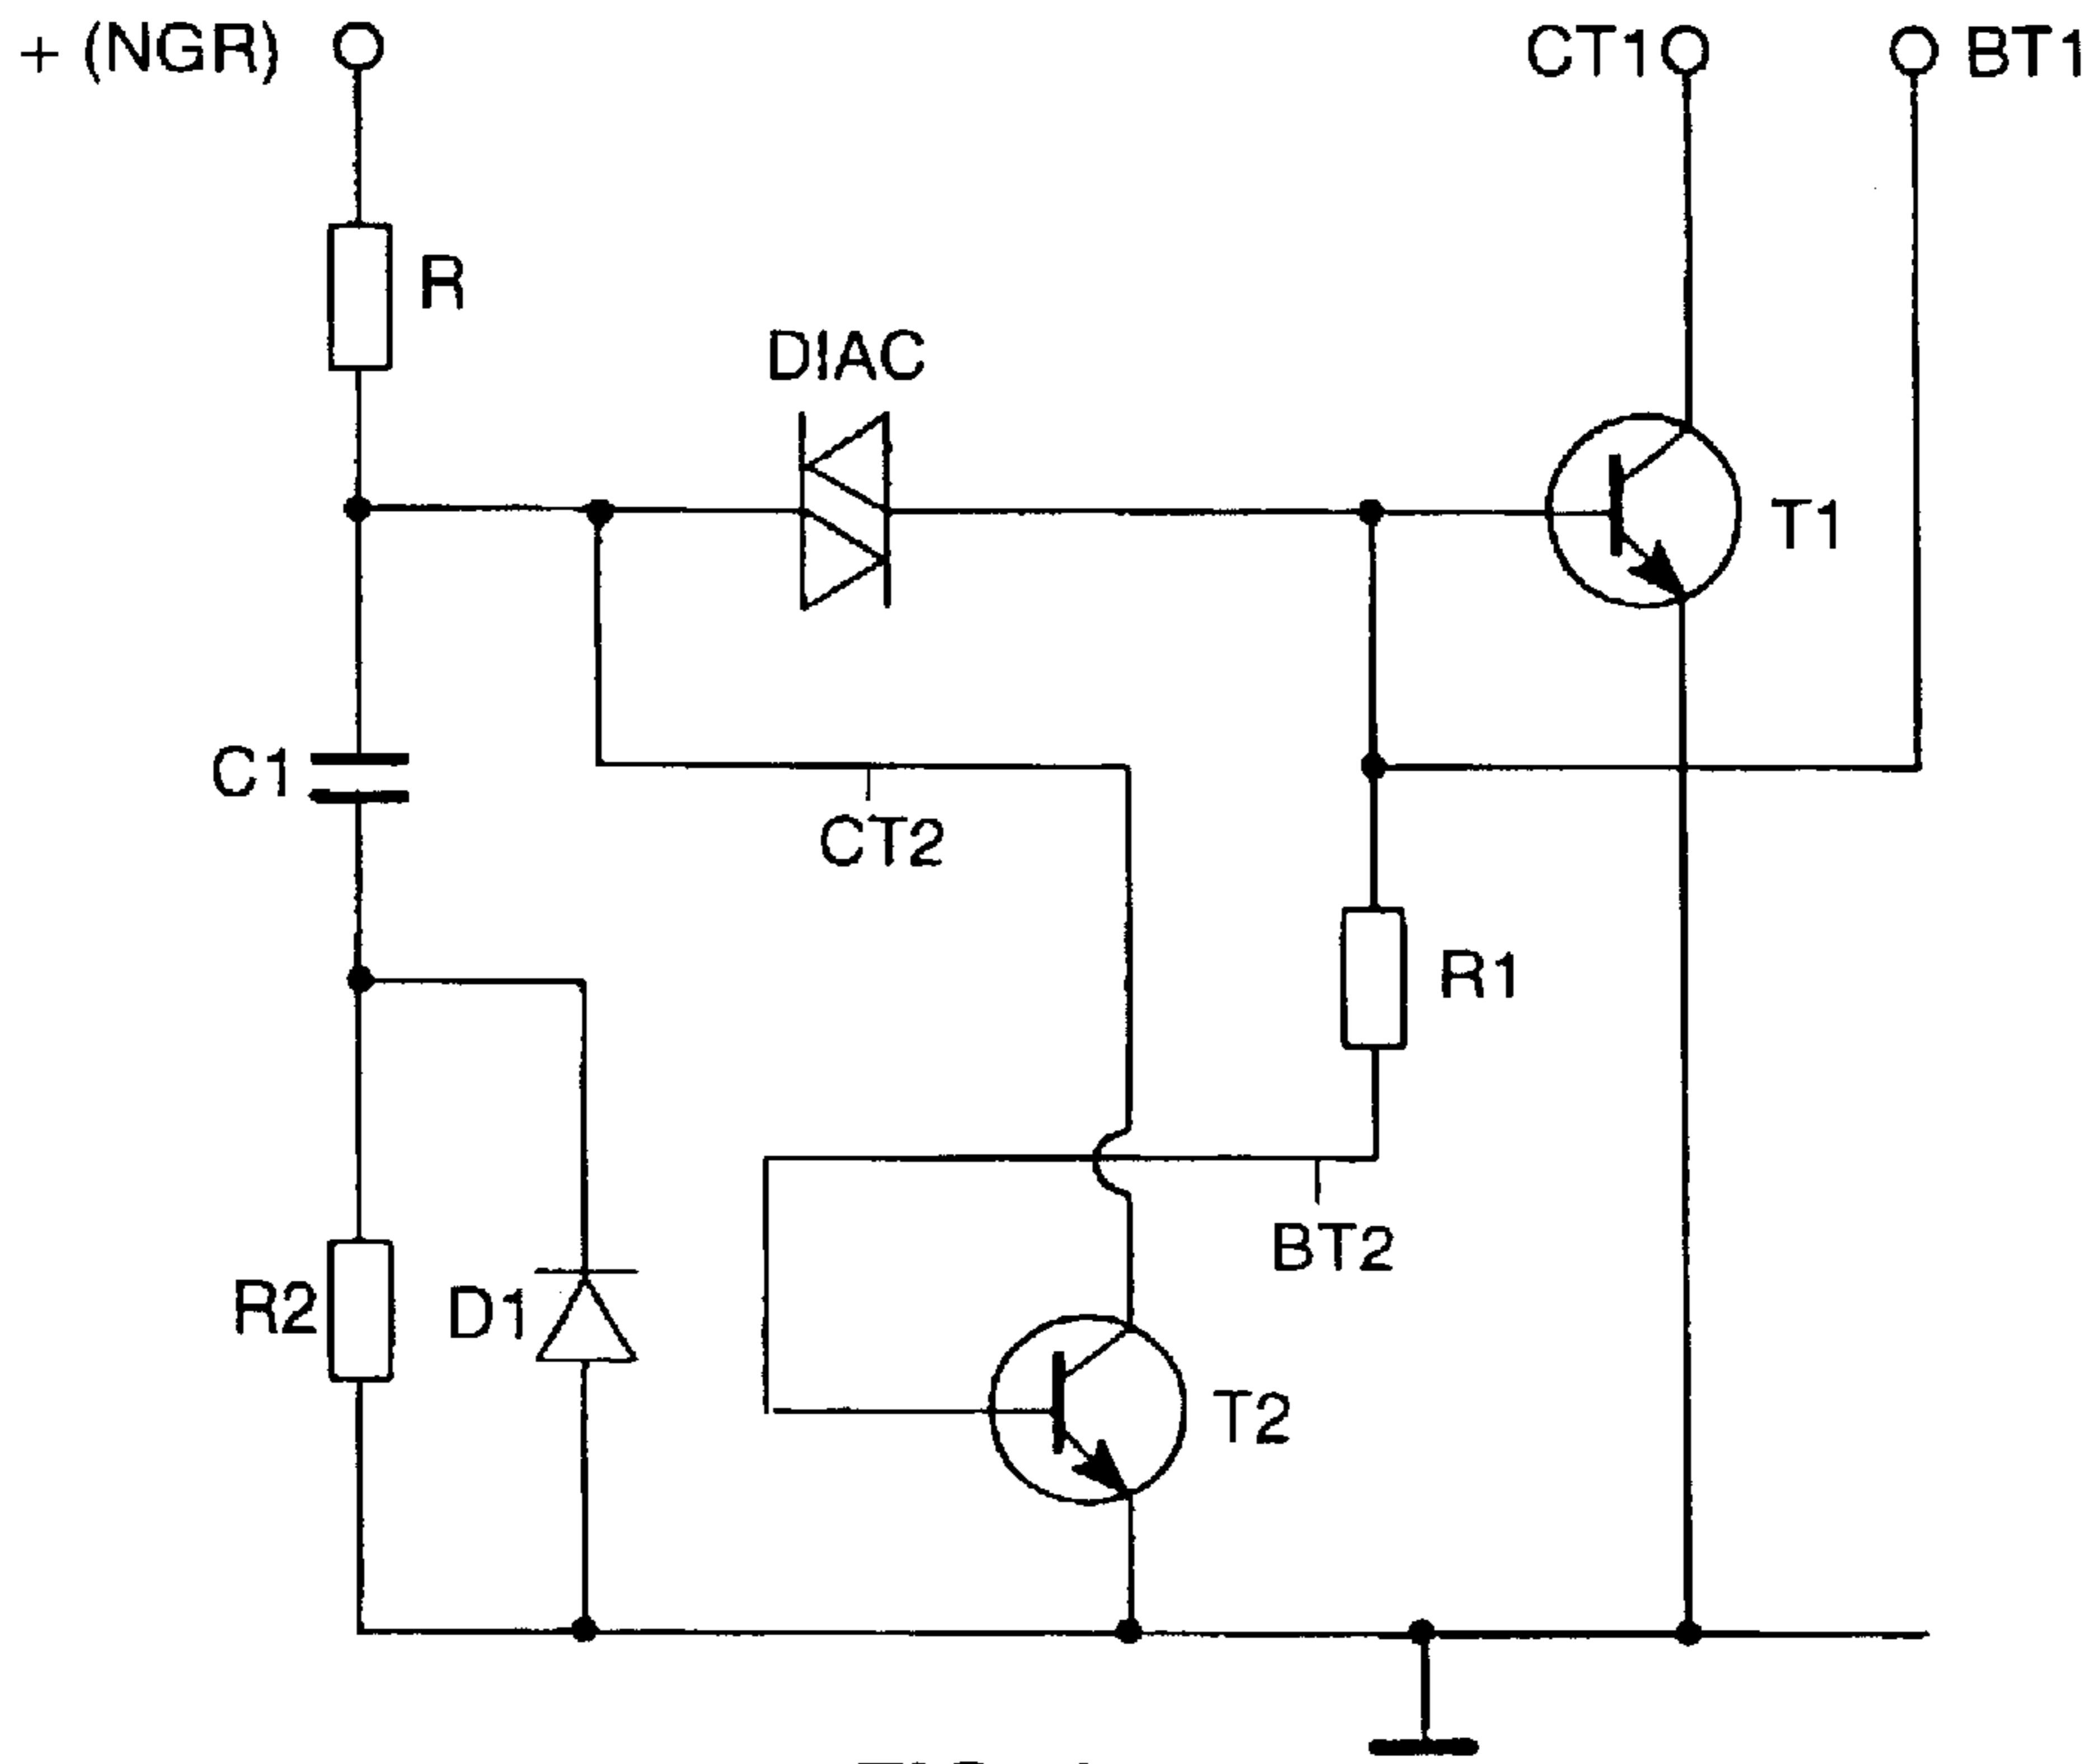 + (NGR)
CT1
BT1
R
DIAC
T1
C1
CT2
R1
BT2
R2
D1
T2